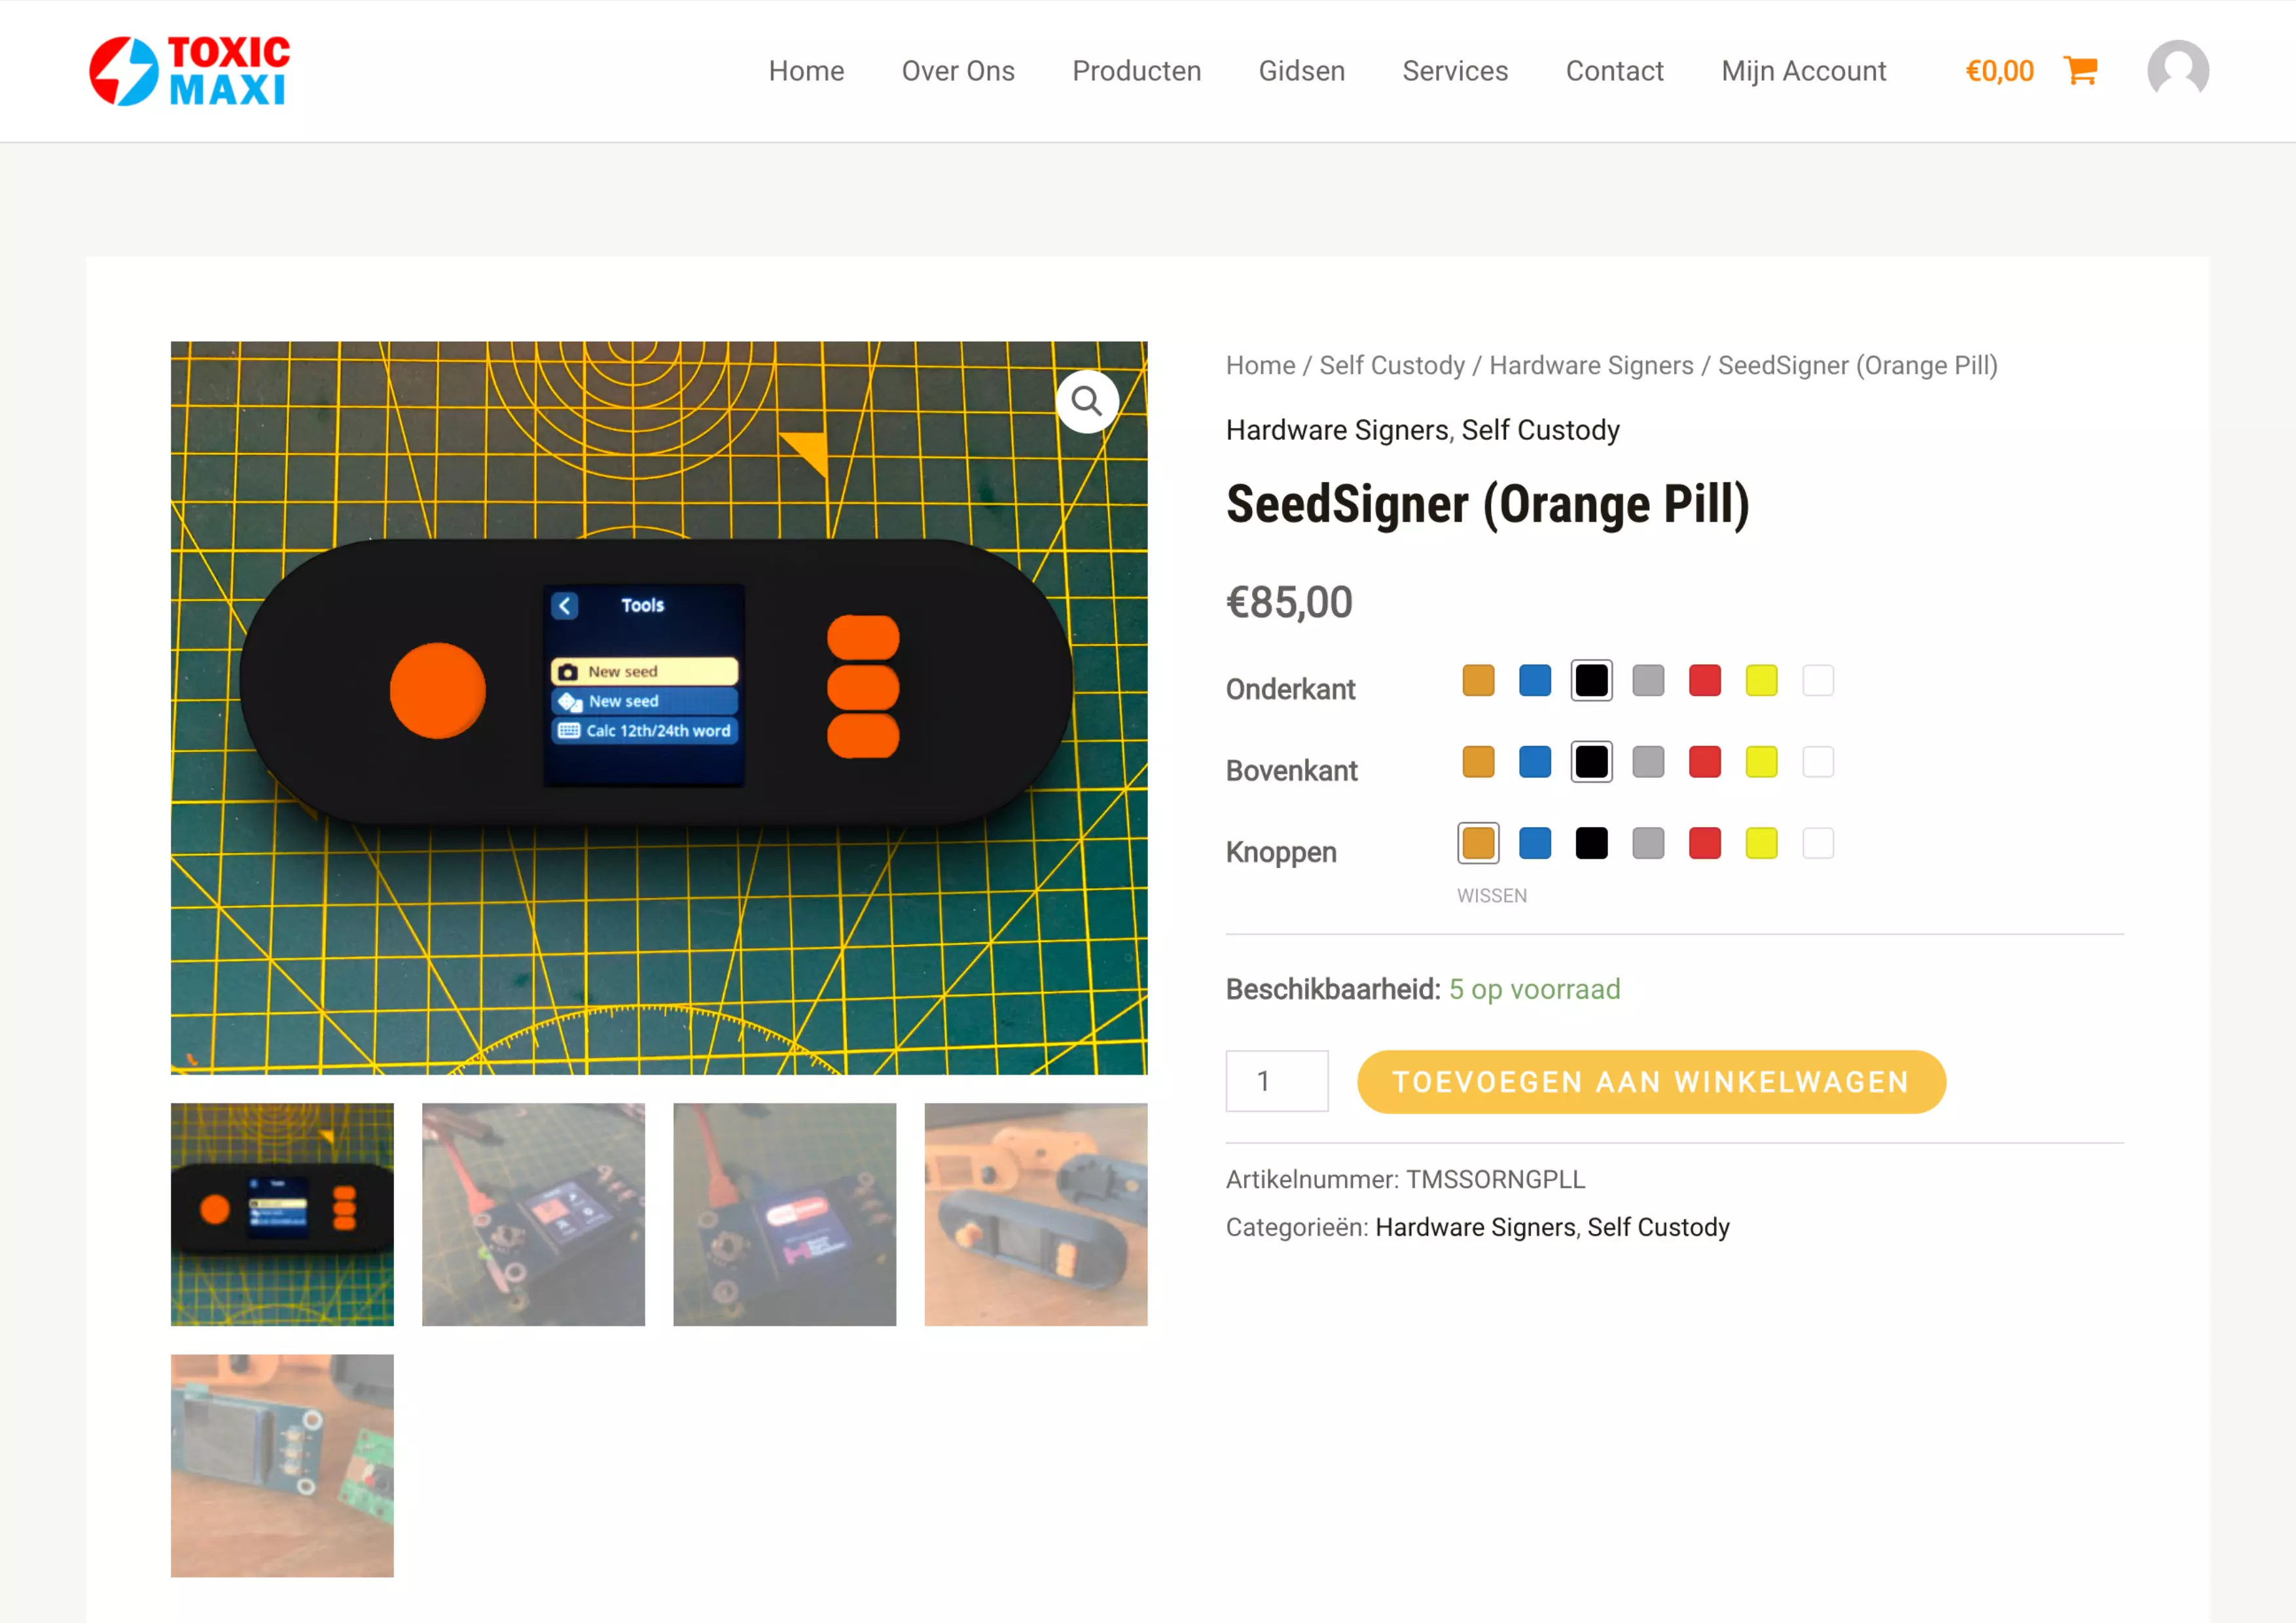 TOXIC
MAXI
Home Over Ons Producten Gidsen Services Contact Mijn Account €0,00
Home / Self Custody / Hardware Signers / SeedSigner (Orange Pill)
Hardware Signers, Self Custody
SeedSigner (Orange Pill)
€85,00
Onderkant
Bovenkant
Knoppen
WISSEN
Beschikbaarheid: 5 op voorraad
1 TOEVOEGEN AAN WINKELWAGEN
Artikelnummer: TMSSORNGPLL
Categorieën: Hardware Signers, Self Custody
Tools
New seed
New seed
Calc 12th/24th word